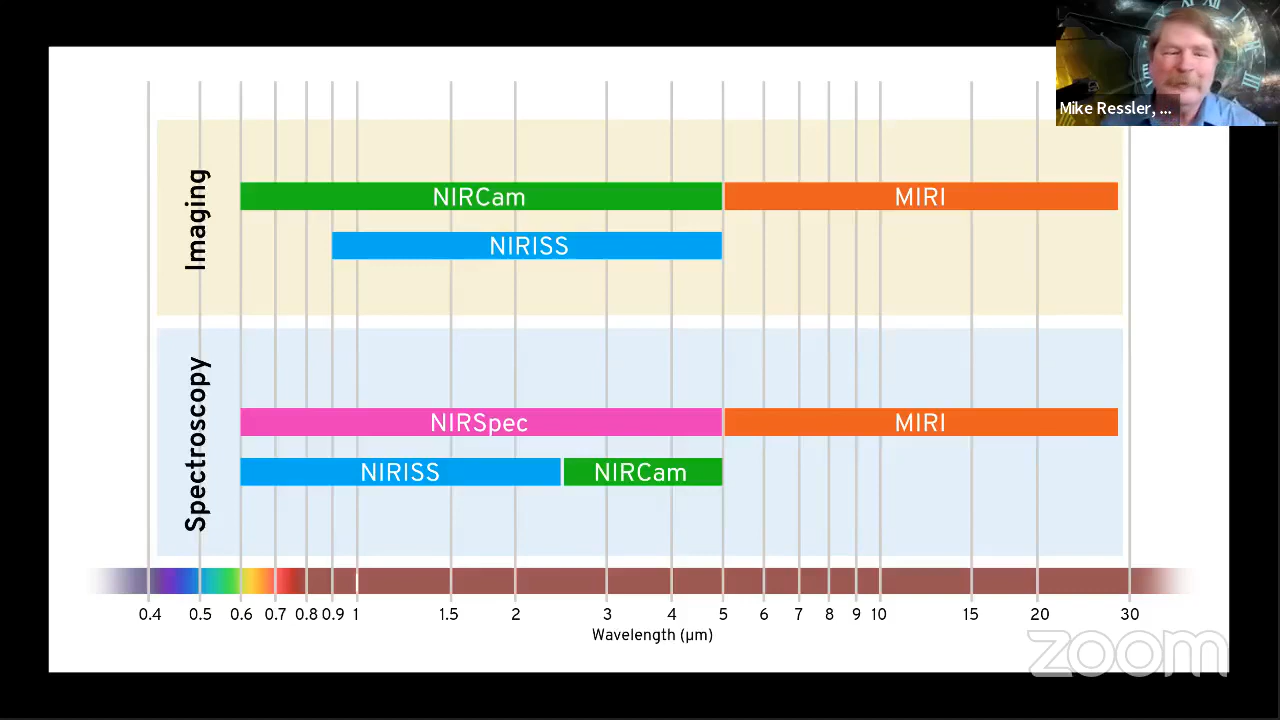 Mike Ressler, ...
Imaging
NIRCam
MIRI
NIRISS
Spectroscopy
NIRSpec
MIRI
NIRISS
NIRCam
0.4 0.5 0.6 0.7 0.8 0.9 1 1.5 2 3 4 5 6 7 8 9 10 15 20 30
Wavelength (µm)
zoom